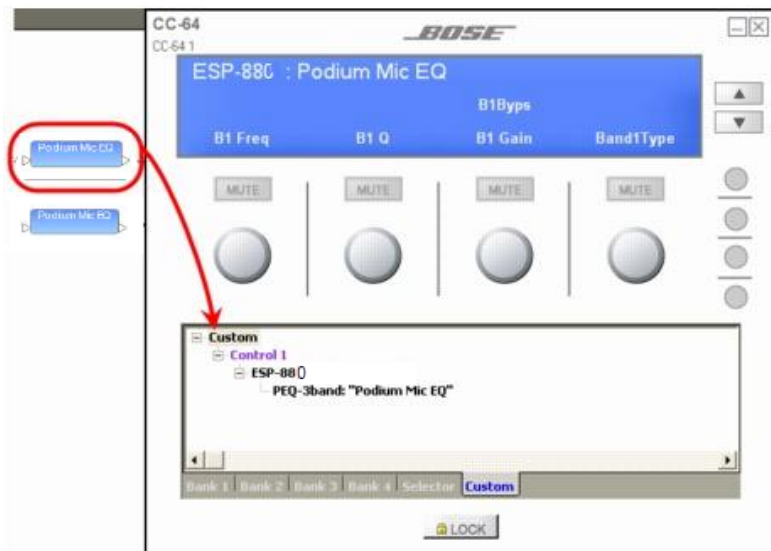 CC-64
CC-64 1
BOSE
ESP-880 : Podium Mic EQ
B1Byps
B1 Freq B1 Q B1 Gain Band1Type
MUTE MUTE MUTE MUTE
Podium Mic EQ
Podium Mic EQ
Custom
Control 1
ESP-880
PEQ-3band: "Podium Mic EQ"
Bank 1 Bank 2 Bank 3 Bank 4 Selector Custom
LOCK